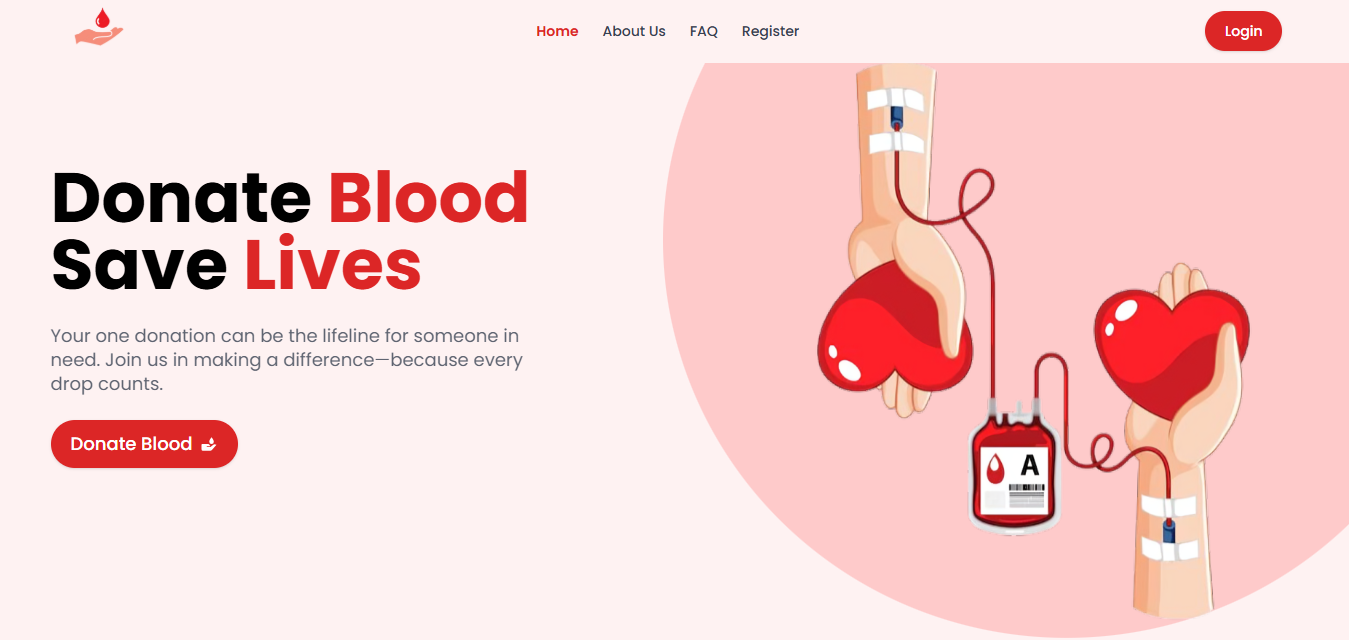 Home About Us FAQ Register Login
Donate Blood
Save Lives
Your one donation can be the lifeline for someone in
need. Join us in making a difference—because every
drop counts.
Donate Blood
A